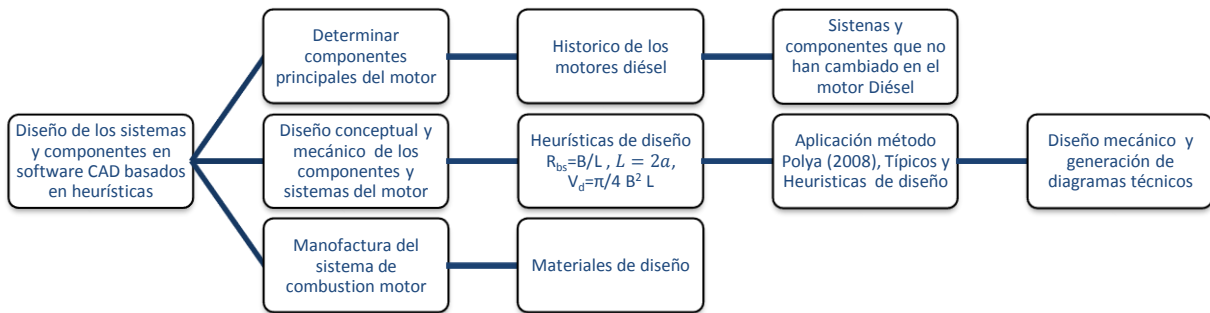 Determinar
componentes
principales del motor
Historico de los
motores diésel
Sistenas y
componentes que no
han cambiado en el
motor Diésel
Diseño de los sistemas
y componentes en
software CAD basados
en heurísticas
Diseño conceptual y
mecánico de los
componentes y
sistemas del motor
Heurísticas de diseño
R_bs=B/L , L = 2a,
V_d=π/4 B² L
Aplicación método
Polya (2008), Típicos y
Heuristicas de diseño
Diseño mecánico y
generación de
diagramas técnicos
Manofactura del
sistema de
combustion motor
Materiales de diseño